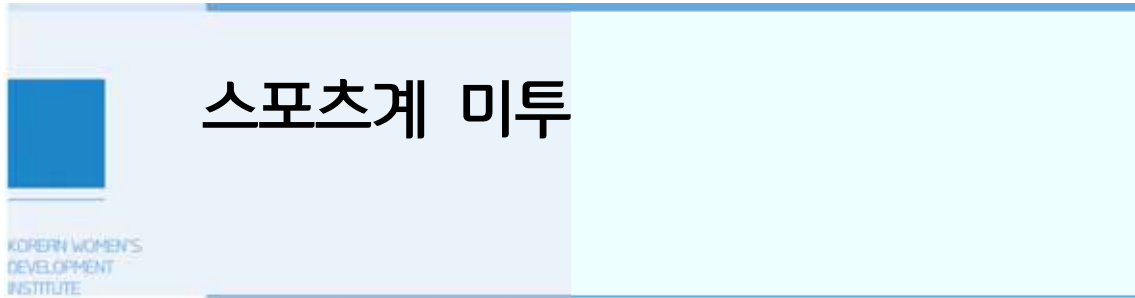 스포츠계 미투
KOREAN WOMEN'S
DEVELOPMENT
INSTITUTE